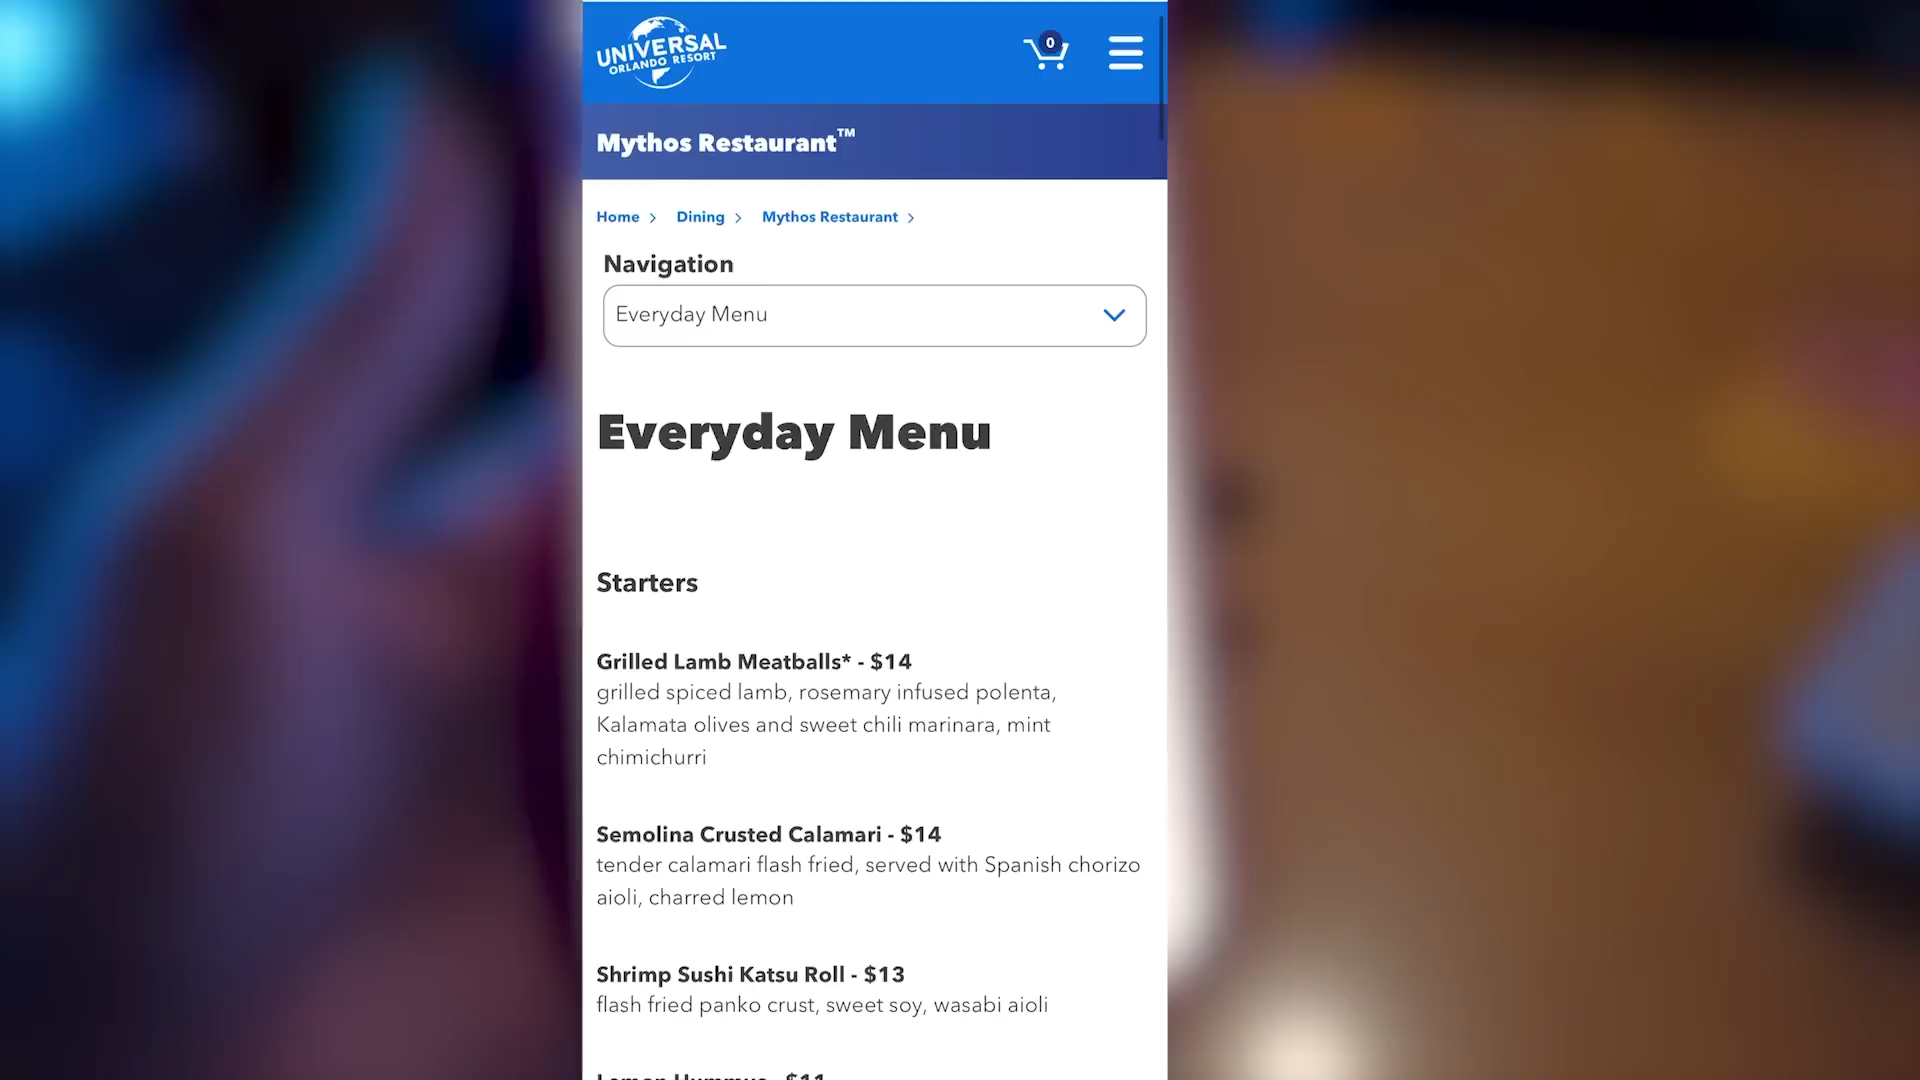 UNIVERSAL
ORLANDO RESORT
0
Mythos Restaurant™
Home > Dining > Mythos Restaurant >
Navigation
Everyday Menu
Everyday Menu
Starters
Grilled Lamb Meatballs* - $14
grilled spiced lamb, rosemary infused polenta,
Kalamata olives and sweet chili marinara, mint
chimichurri
Semolina Crusted Calamari - $14
tender calamari flash fried, served with Spanish chorizo
aioli, charred lemon
Shrimp Sushi Katsu Roll - $13
flash fried panko crust, sweet soy, wasabi aioli
Lemon Hummus - $11